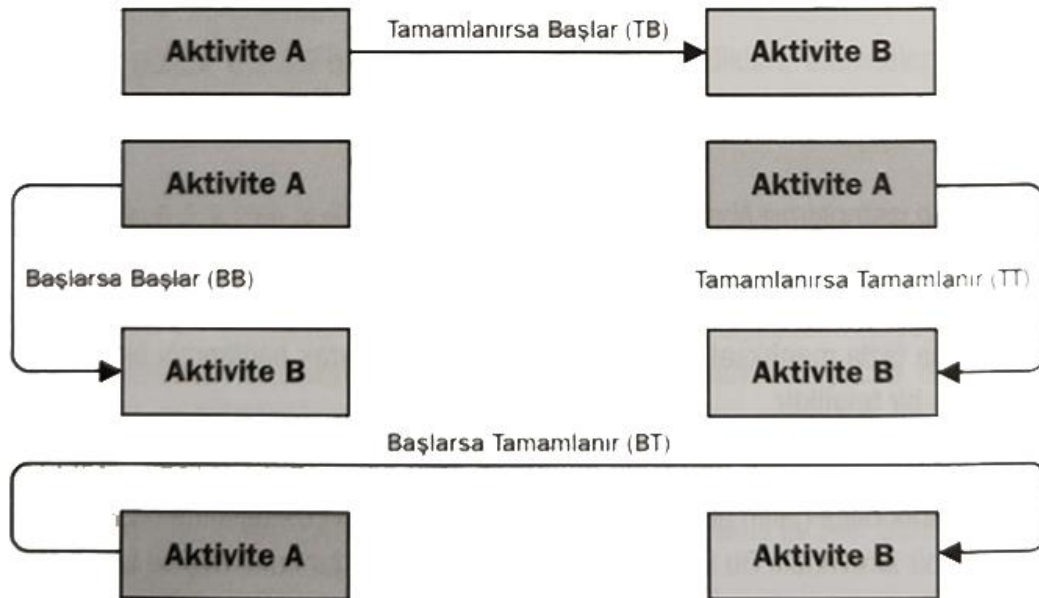 Tamamlanırsa Başlar (TB)
Aktivite A
Aktivite B
Aktivite A
Aktivite A
Başlarsa Başlar (BB)
Tamamlanırsa Tamamlanır (TT)
Aktivite B
Aktivite B
Başlarsa Tamamlanır (BT)
Aktivite A
Aktivite B